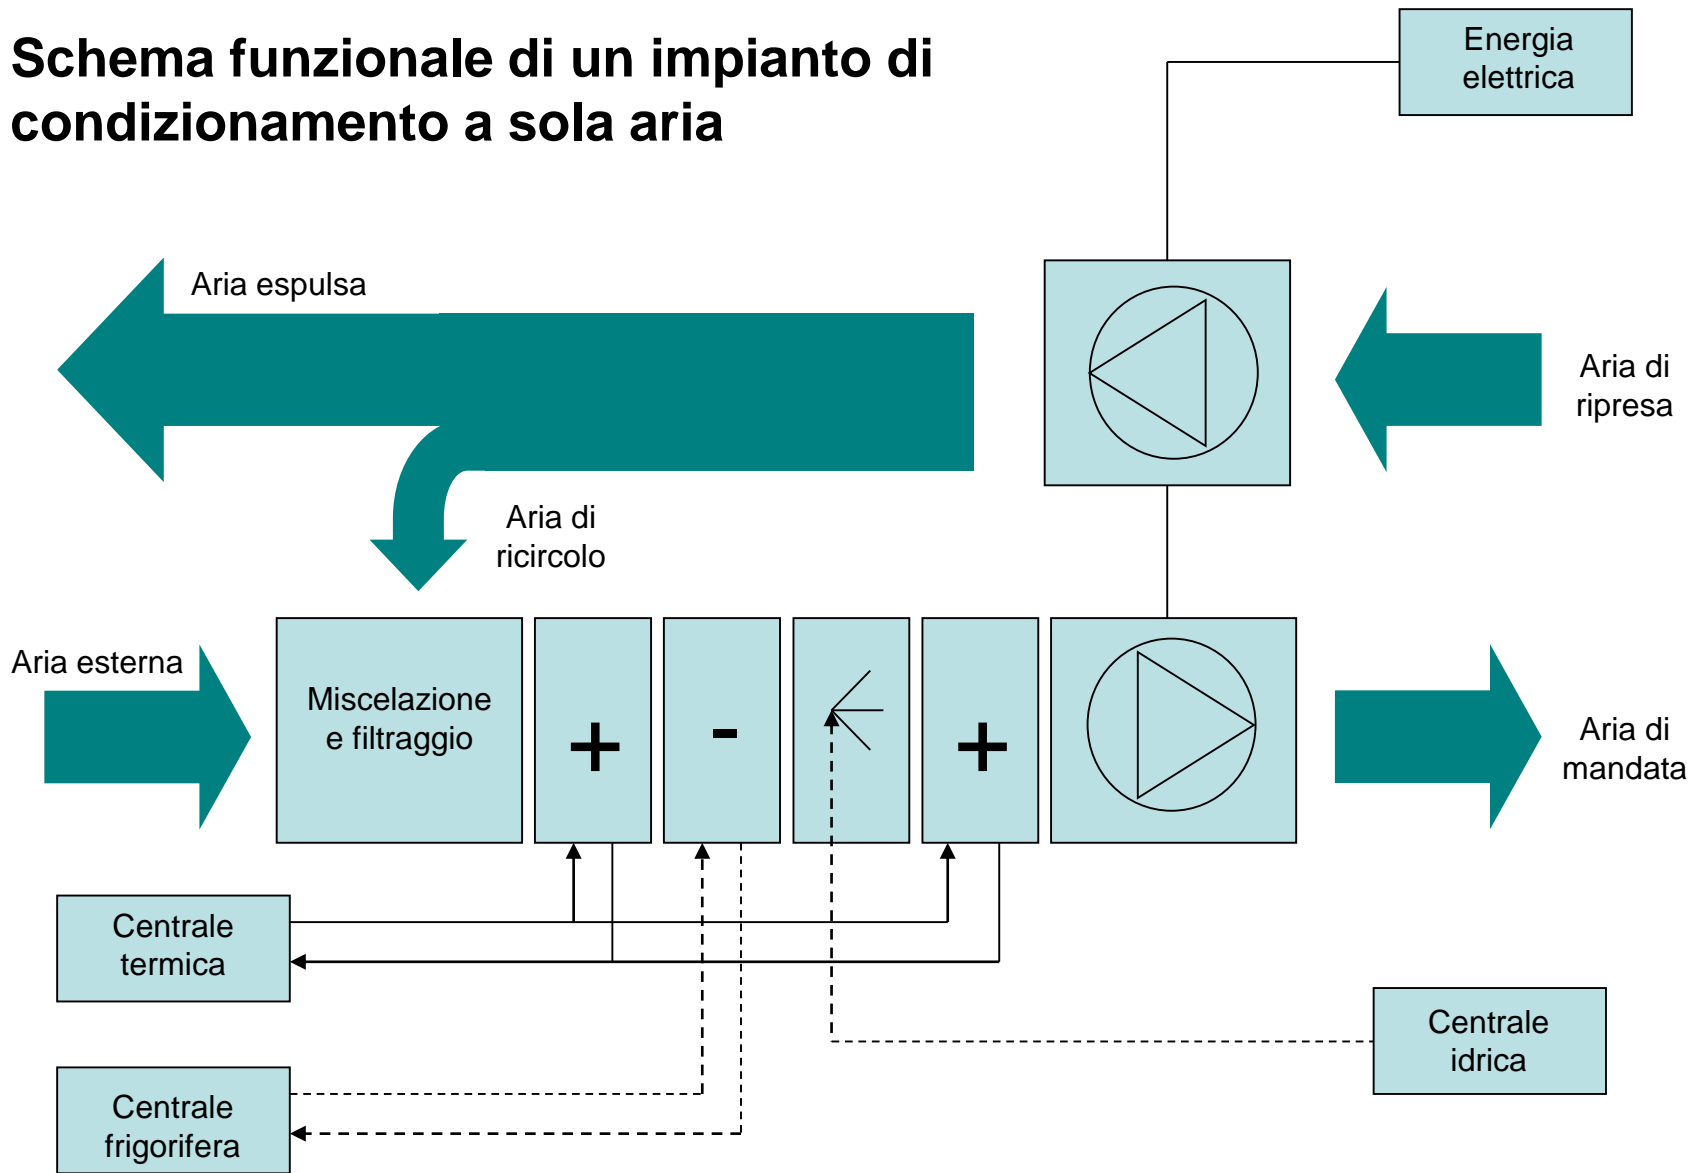 Schema funzionale di un impianto di
condizionamento a sola aria
Energia
elettrica
Aria espulsa
Aria di
ripresa
Aria di
ricircolo
Aria esterna
Miscelazione
e filtraggio
+
-
+
Aria di
mandata
Centrale
termica
Centrale
idrica
Centrale
frigorifera